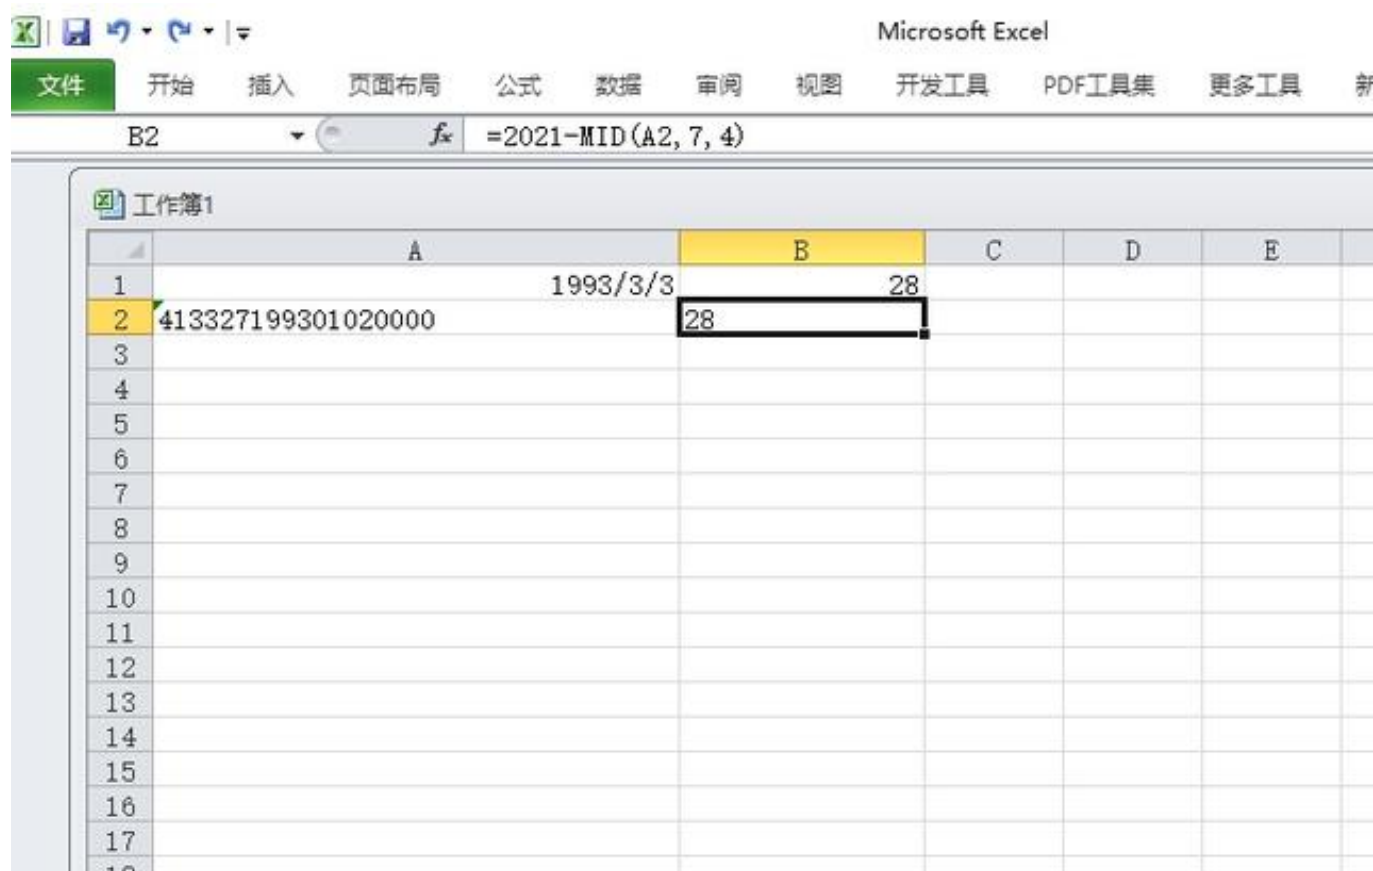 Microsoft Excel
文件 开始 插入 页面布局 公式 数据 审阅 视图 开发工具 PDF工具集 更多工具 新
B2 fx =2021-MID(A2,7,4)
工作簿1
A B C D E
1 1993/3/3 28
2 413327199301020000 28
3
4
5
6
7
8
9
10
11
12
13
14
15
16
17